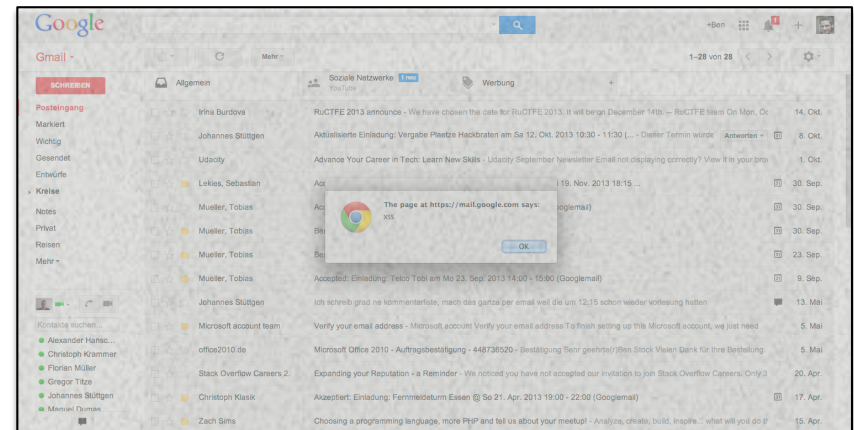 Google
+Ben
1
Gmail
Mehr
1–28 von 28
SCHREIBEN
Allgemein
Soziale Netzwerke
YouTube
Werbung
+
Posteingang
Markiert
Wichtig
Gesendet
Entwürfe
Kreise
Notes
Privat
Reisen
Mehr
Irina Burdova RuCTFE 2013 announce - We have chosen the date for RuCTFE 2013. It will be on December 14th. — RuCTFE team On Mon, Oc 14. Okt.
Johannes Stüttgen Aktualisierte Einladung: Vergabe Plaetze Hackbraten am Sa 12. Okt. 2013 10:30 - 11:30 (... - Dieser Termin wurde Antworten 8. Okt.
Udacity Advance Your Career in Tech: Learn New Skills - Udacity September Newsletter Email not displaying correctly? View it in your brow 1. Okt.
Lekies, Sebastian 19. Nov. 2013 18:15 ... 30. Sep.
Mueller, Tobias 30. Sep.
Mueller, Tobias 30. Sep.
Mueller, Tobias 23. Sep.
The page at https://mail.google.com says:
xss
OK
Mueller, Tobias Accepted: Einladung: Telco Tobi am Mo 23. Sep. 2013 14:00 - 15:00 (Googlemail) 9. Sep.
Johannes Stüttgen Ich schreib grad ne kommentarliste, mach das ganze per email weil die um 12:15 schon wieder vorlesung hatten 13. Mai
Microsoft account team Verify your email address - Microsoft account Verify your email address To finish setting up this Microsoft account, we just need 5. Mai
office2010 de Microsoft Office 2010 - Auftragsbestätigung - 448736520 - Bestätigung Sehr geehrte(r)Ben Stock Vielen Dank für Ihre Bestellung. 5. Mai
Stack Overflow Careers 2. Expanding your Reputation - a Reminder - We noticed you have not accepted our invitation to join Stack Overflow Careers. Only 3 20. Apr.
Christoph Klasik Akzeptiert: Einladung: Fernmeldeturm Essen @ So 21. Apr. 2013 19:00 - 22:00 (Googlemail) 17. Apr.
Zach Sims Choosing a programming language, more PHP and tell us about your meetup! - Analyze, create, build, inspire... what will you do 15. Apr.
Kontakte suchen...
Alexander Hansc...
Christoph Krammer
Florian Müller
Gregor Titze
Johannes Stüttgen
Manuel Dumas